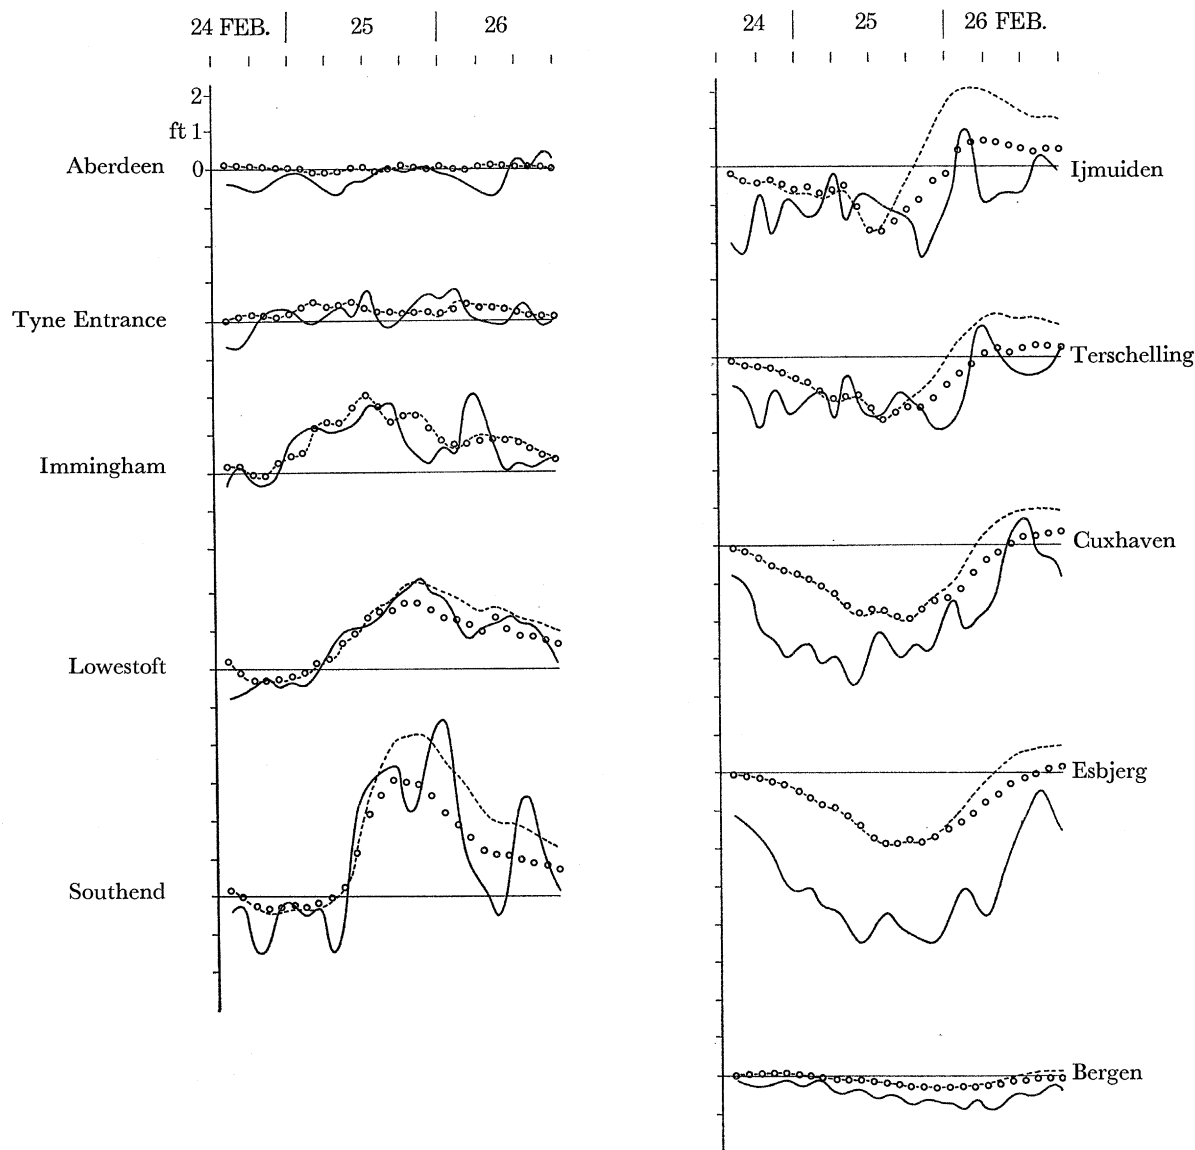 24 FEB. 25 26
24 25 26 FEB.
2
ft 1
Aberdeen 0
Ijmuiden
Tyne Entrance
Terschelling
Immingham
Cuxhaven
Lowestoft
Esbjerg
Southend
Bergen